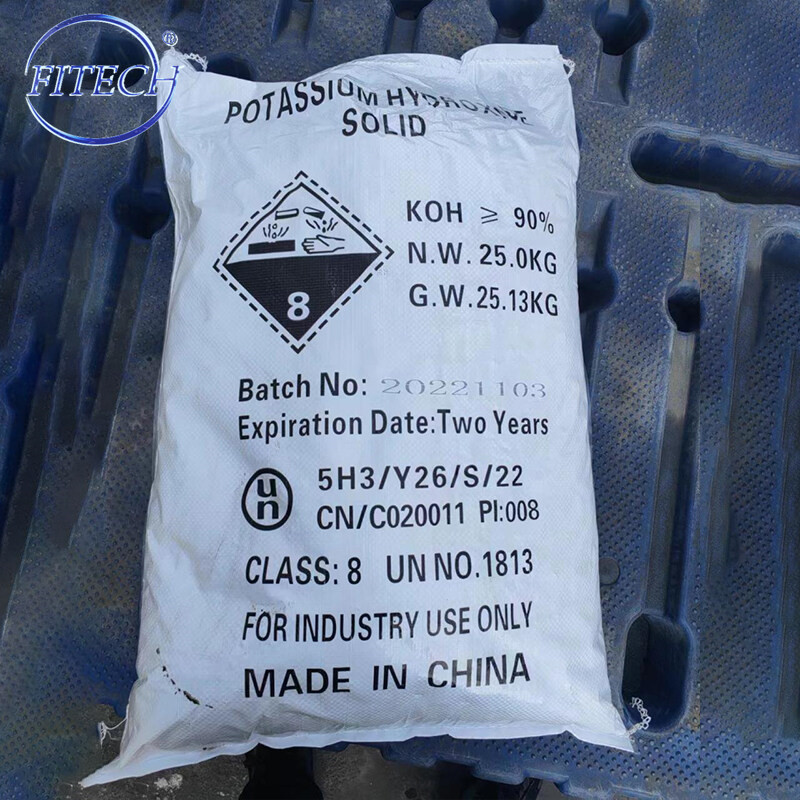 FITECH
®
POTASSIUM HYDROXIDE
SOLID
KOH ≥ 90%
N.W. 25.0KG
G.W. 25.13KG
8
Batch No: 20221103
Expiration Date:Two Years
un
5H3/Y26/S/22
CN/C020011 PI:008
CLASS: 8 UN NO.1813
FOR INDUSTRY USE ONLY
MADE IN CHINA